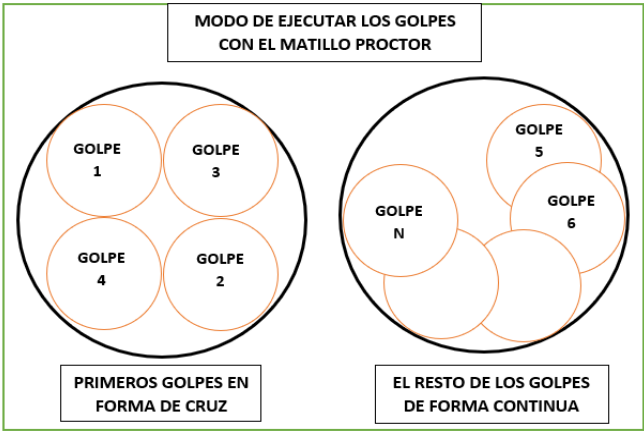 MODO DE EJECUTAR LOS GOLPES
CON EL MATILLO PROCTOR
GOLPE
1
GOLPE
3
GOLPE
4
GOLPE
2
GOLPE
5
GOLPE
6
GOLPE
N
PRIMEROS GOLPES EN
FORMA DE CRUZ
EL RESTO DE LOS GOLPES
DE FORMA CONTINUA